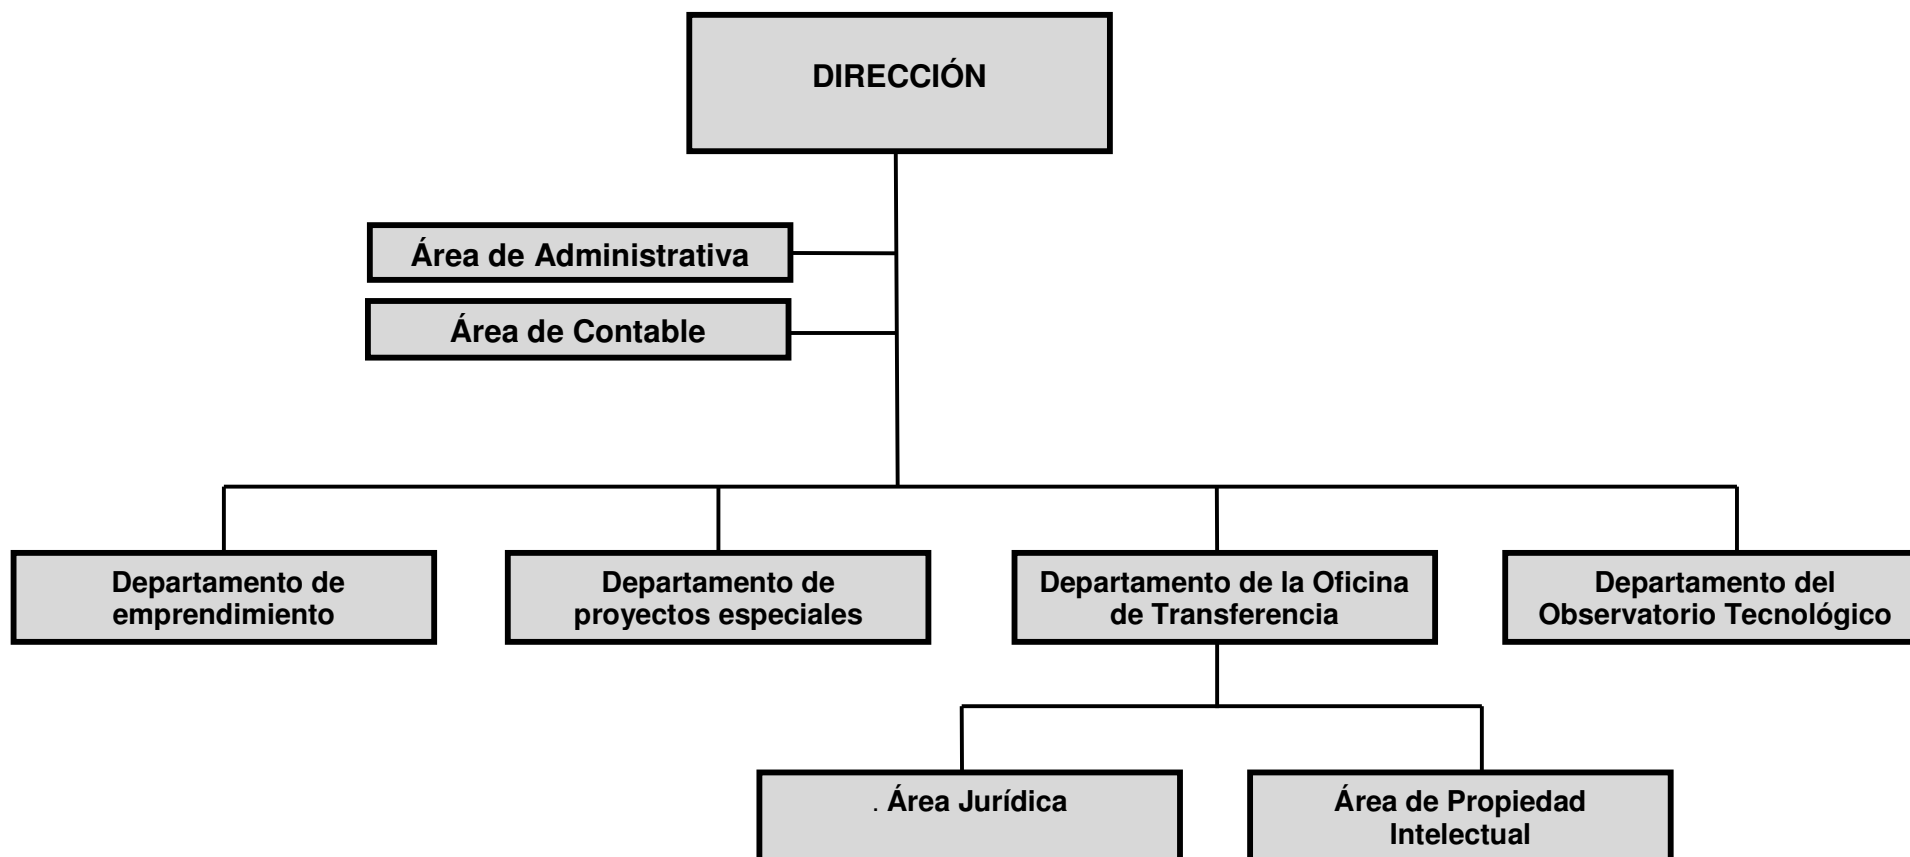 DIRECCIÓN
Área de Administrativa
Área de Contable
Departamento de
emprendimiento
Departamento de
proyectos especiales
Departamento de la Oficina
de Transferencia
Departamento del
Observatorio Tecnológico
. Área Jurídica
Área de Propiedad
Intelectual